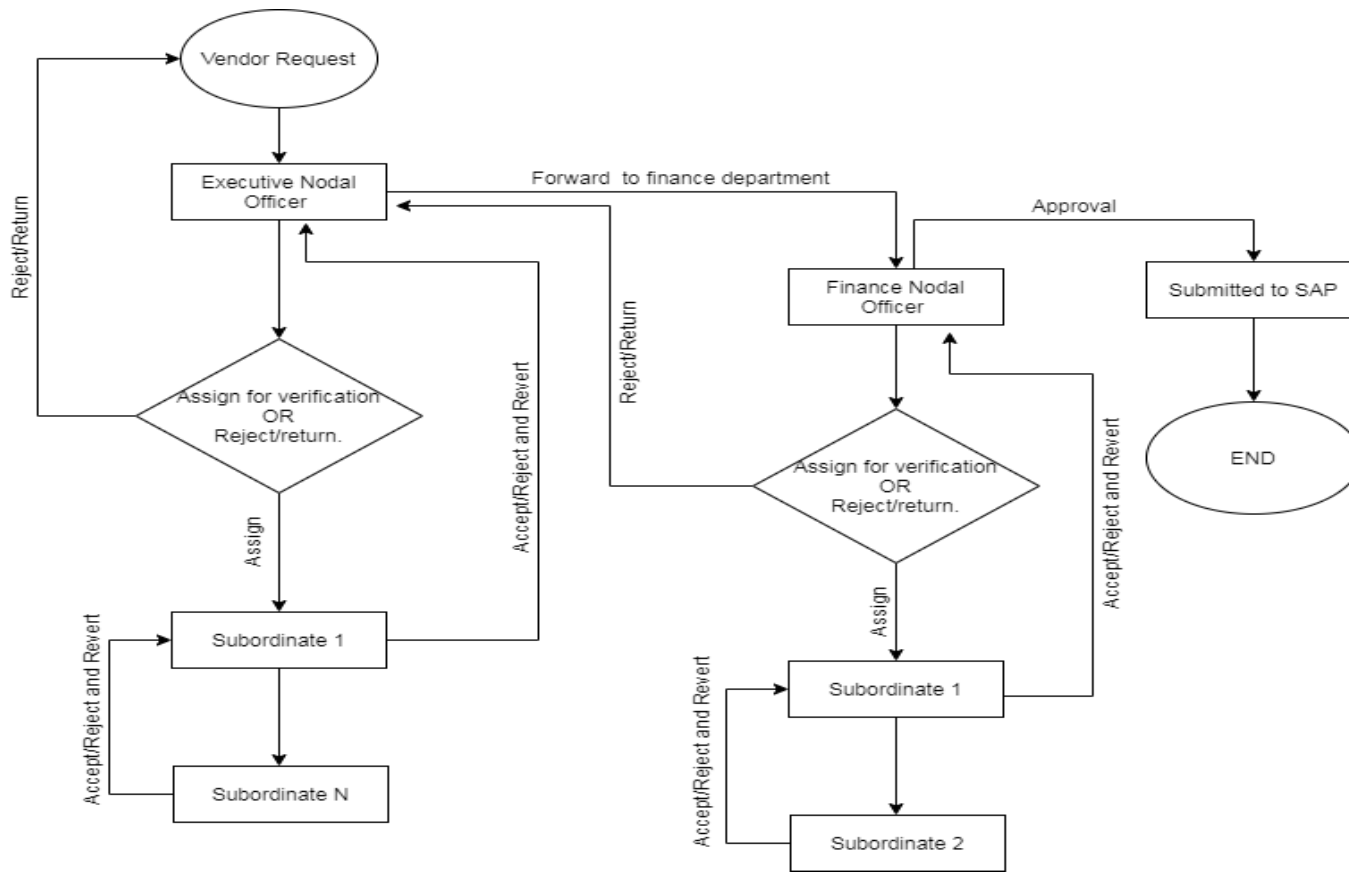 Vendor Request
Reject/Return
Executive Nodal
Officer
Forward to finance department
Approval
Finance Nodal
Officer
Submitted to SAP
Reject/Return
Assign for verification
OR
Reject/return.
Accept/Reject and Revert
Assign for verification
OR
Reject/return.
Accept/Reject and Revert
END
Assign
Assign
Subordinate 1
Accept/Reject and Revert
Subordinate N
Subordinate 1
Accept/Reject and Revert
Subordinate 2